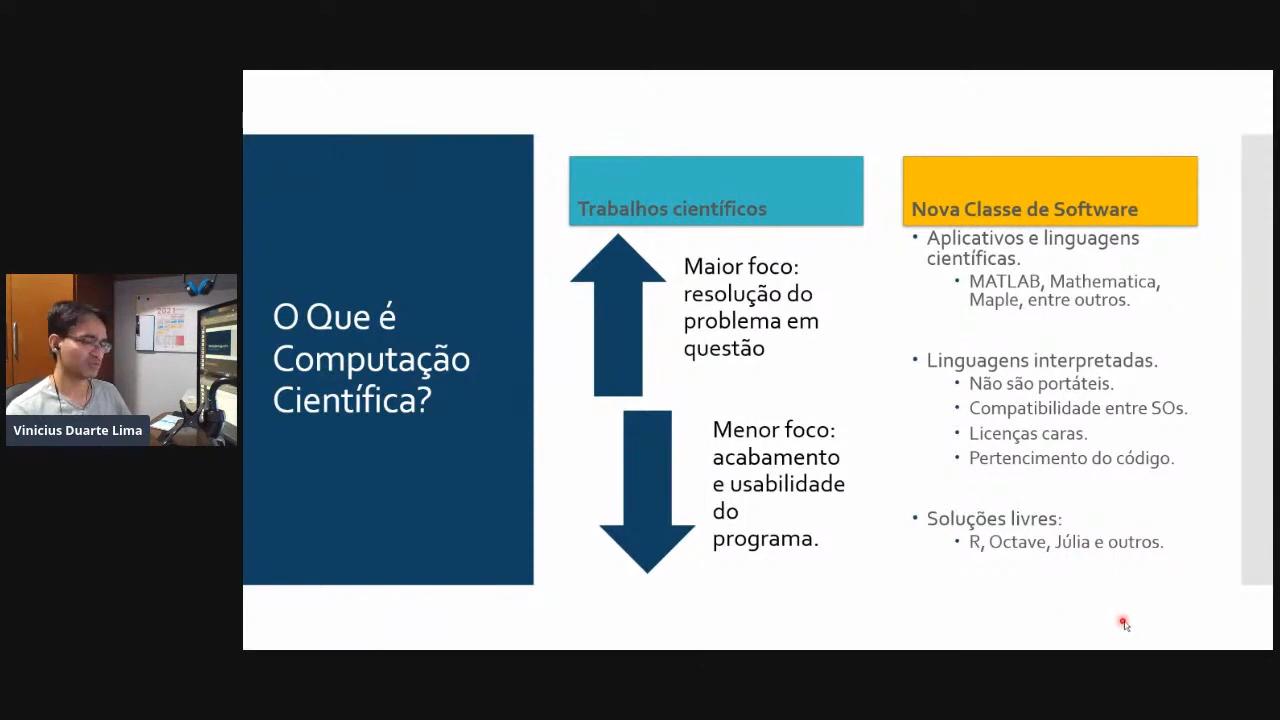 O Que é
Computação
Científica?
Trabalhos científicos
Maior foco:
resolução do
problema em
questão
Menor foco:
acabamento
e usabilidade
do
programa.
Nova Classe de Software
• Aplicativos e linguagens
científicas.
• MATLAB, Mathematica,
Maple, entre outros.
• Linguagens interpretadas.
• Não são portáteis.
• Compatibilidade entre SOs.
• Licenças caras.
• Pertencimento do código.
• Soluções livres:
• R, Octave, Júlia e outros.
2021
Vinicius Duarte Lima